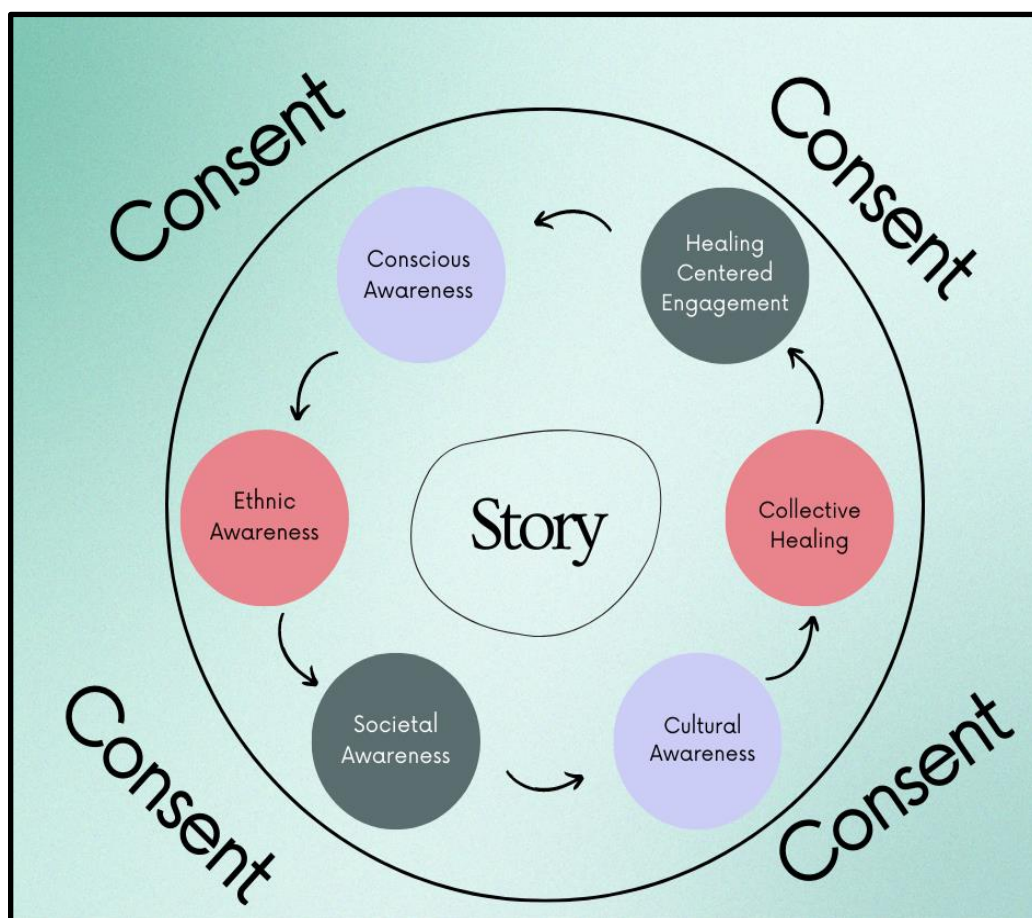 Consent
Consent
Conscious
Awareness
Healing
Centered
Engagement
Ethnic
Awareness
Story
Collective
Healing
Societal
Awareness
Cultural
Awareness
Consent
Consent